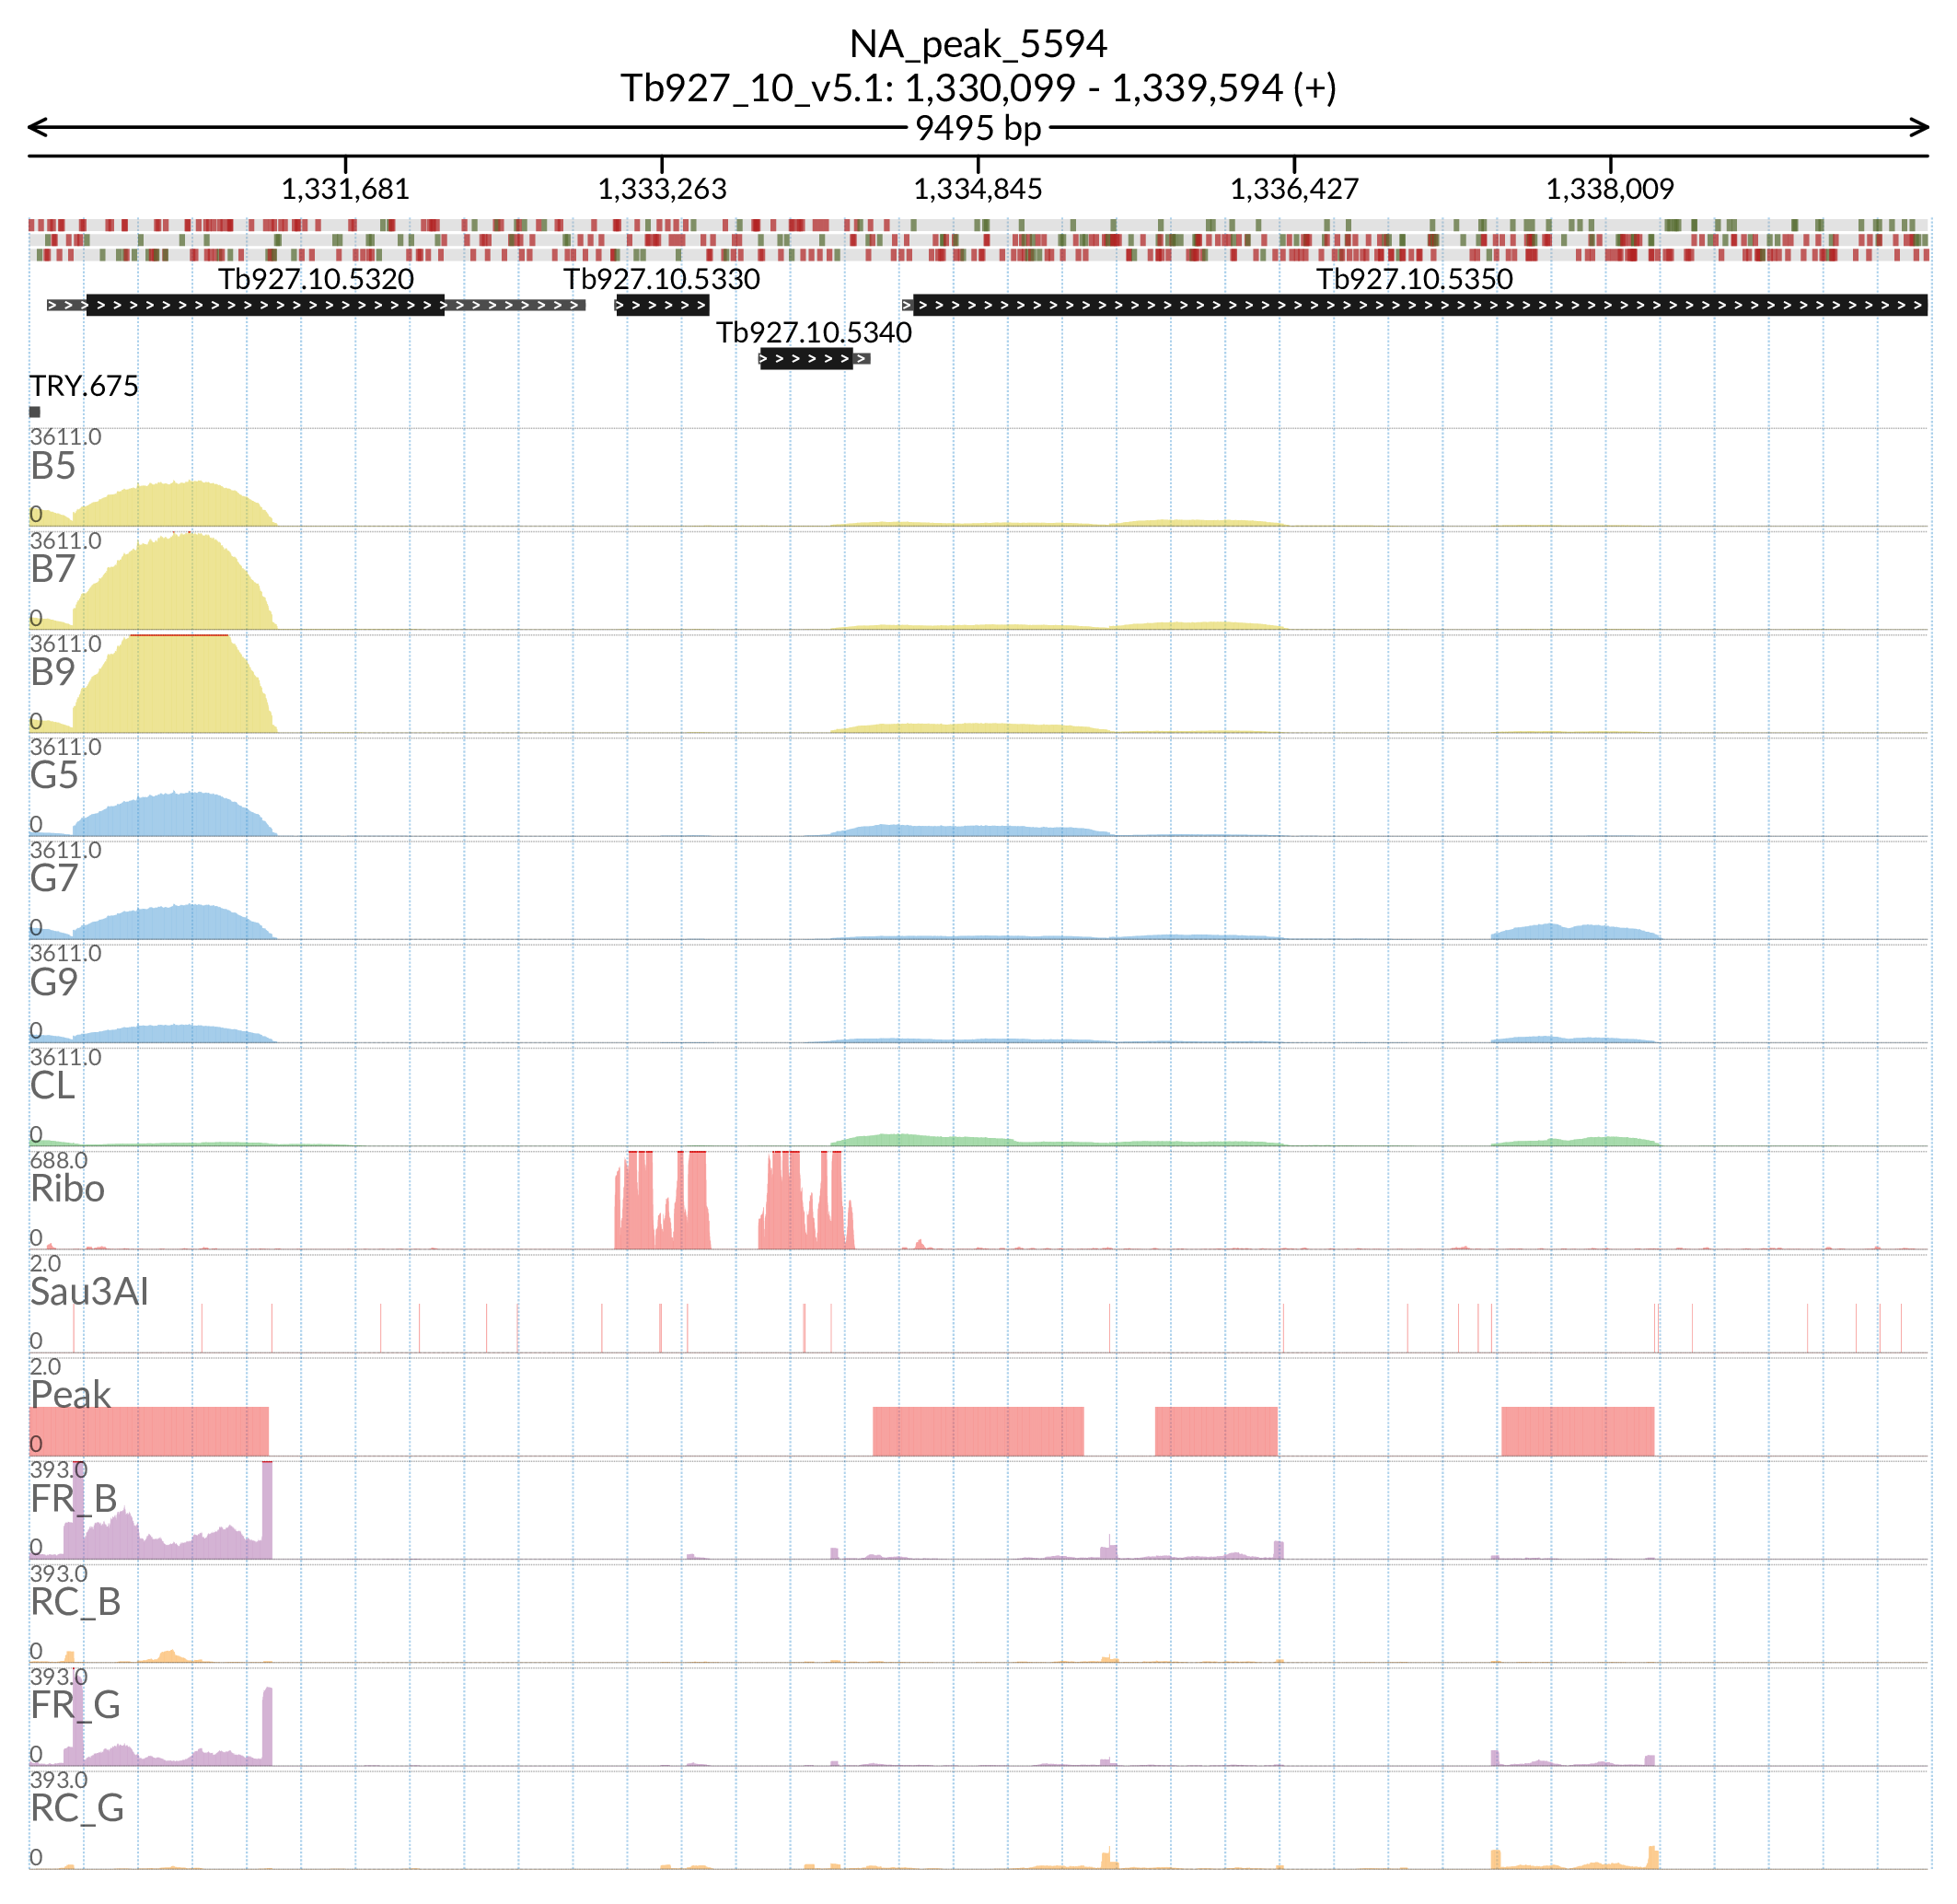 NA_peak_5594
Tb927_10_v5.1: 1,330,099 - 1,339,594 (+)
9495 bp
1,331,681 1,333,263 1,334,845 1,336,427 1,338,009
Tb927.10.5320 Tb927.10.5330 Tb927.10.5350
Tb927.10.5340
TRY.675
3611.0
B5
0
3611.0
B7
0
3611.0
B9
0
3611.0
G5
0
3611.0
G7
0
3611.0
G9
0
3611.0
CL
0
688.0
Ribo
0
2.0
Sau3AI
0
2.0
Peak
0
393.0
FR_B
0
393.0
RC_B
0
393.0
FR_G
0
393.0
RC_G
0